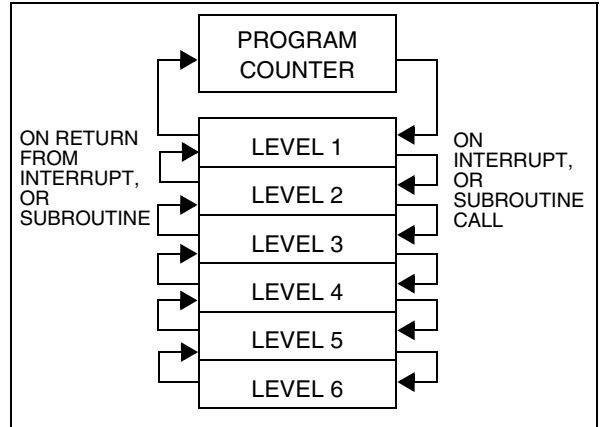 PROGRAM
COUNTER
ON RETURN
FROM
INTERRUPT,
OR
SUBROUTINE
LEVEL 1
LEVEL 2
LEVEL 3
LEVEL 4
LEVEL 5
LEVEL 6
ON
INTERRUPT,
OR
SUBROUTINE
CALL